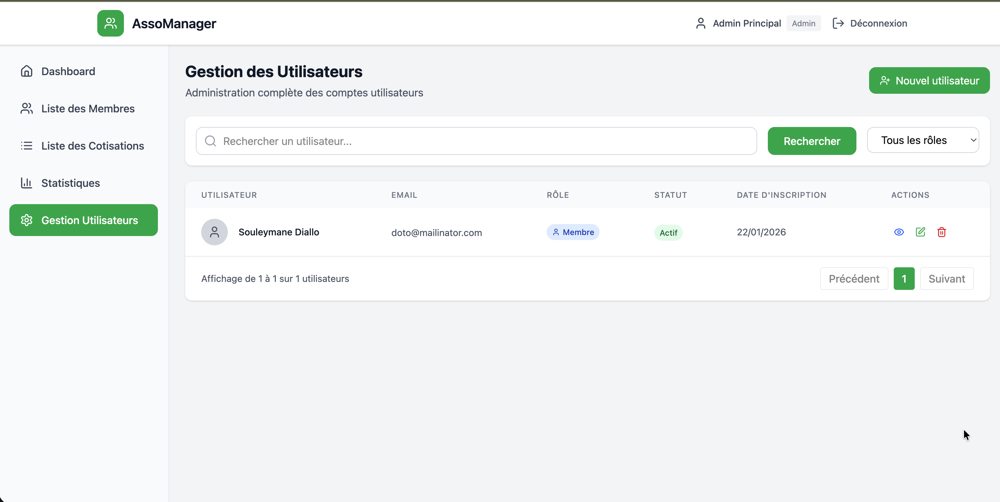 AssoManager
Admin Principal Admin Déconnexion
Dashboard
Liste des Membres
Liste des Cotisations
Statistiques
Gestion Utilisateurs
Gestion des Utilisateurs
Administration complète des comptes utilisateurs
Nouvel utilisateur
Rechercher un utilisateur...
Rechercher
Tous les rôles
UTILISATEUR EMAIL RÔLE STATUT DATE D'INSCRIPTION ACTIONS
Souleymane Diallo doto@mailinator.com Membre Actif 22/01/2026
Affichage de 1 à 1 sur 1 utilisateurs
Précédent 1 Suivant